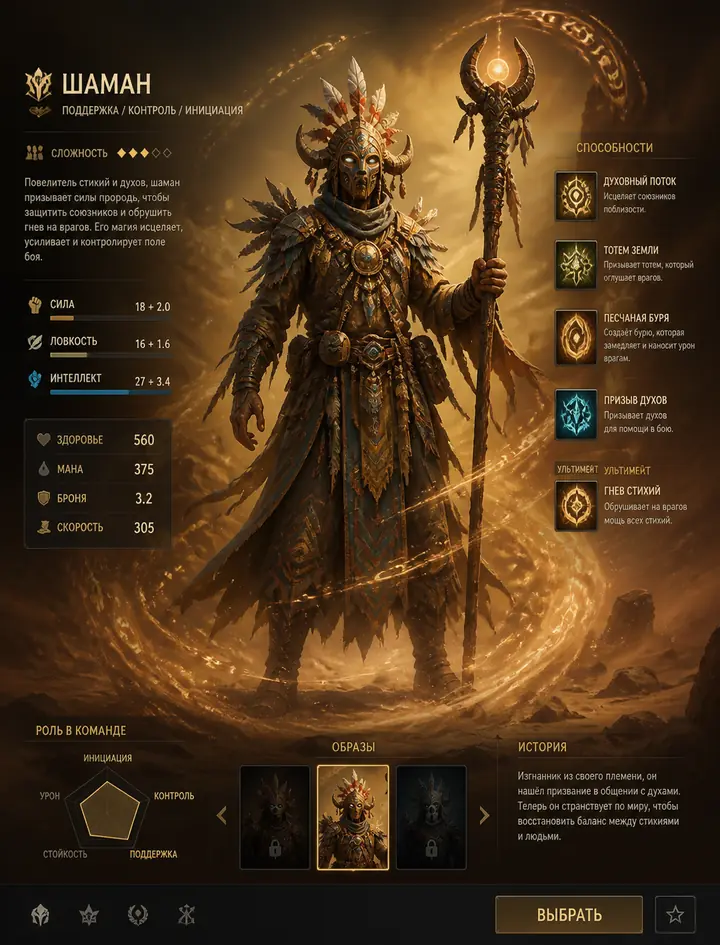 ШАМАН
ПОДДЕРЖКА / КОНТРОЛЬ / ИНИЦИАЦИЯ
СЛОЖНОСТЬ
Повелитель стихий и духов, шаман
призывает силы прородь, чтобы
защитить союзников и обрушить
гнев на врагов. Его магия исцеляет,
усиливает и контролирует поле
боя.
СИЛА 18 + 2.0
ЛОВКОСТЬ 16 + 1.6
ИНТЕЛЛЕКТ 27 + 3.4
ЗДОРОВЬЕ 560
МАНА 375
БРОНЯ 3.2
СКОРОСТЬ 305
СПОСОБНОСТИ
ДУХОВНЫЙ ПОТОК
Исцеляет союзников
поблизости.
ТОТЕМ ЗЕМЛИ
Призывает тотем, который
оглушает врагов.
ПЕСЧАНАЯ БУРЯ
Создаёт бурю, которая
замедляет и наносит урон
врагам.
ПРИЗЫВ ДУХОВ
Призывает духов
для помощи в бою.
УЛЬТИМЕЙТ УЛЬТИМЕЙТ
ГНЕВ СТИХИЙ
Обрушивает на врагов
мощь всех стихий.
РОЛЬ В КОМАНДЕ
ИНИЦИАЦИЯ
УРОН
КОНТРОЛЬ
СТОЙКОСТЬ
ПОДДЕРЖКА
ОБРАЗЫ
ИСТОРИЯ
Изгнанник из своего племени, он
нашёл призвание в общении с духами.
Теперь он странствует по миру, чтобы
восстановить баланс между стихиями
и людьми.
ВЫБРАТЬ